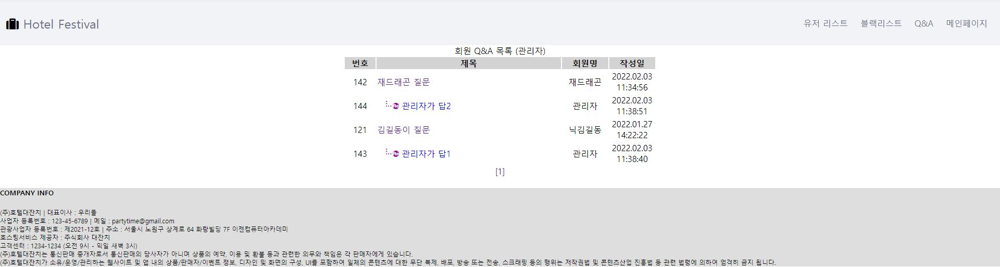 Hotel Festival 유저 리스트 블랙리스트 Q&A 메인페이지
회원 Q&A 목록 (관리자)
번호 제목 회원명 작성일
142 재드래곤 질문 재드래곤 2022.02.03
11:34:56
144 Re 관리자가 답2 관리자 2022.02.03
11:38:51
121 김길동이 질문 닉김길동 2022.01.27
14:22:22
143 Re 관리자가 답1 관리자 2022.02.03
11:38:40
[1]
COMPANY INFO
(주)호텔대잔치 | 대표이사 : 우리들
사업자 등록번호 : 123-45-6789 | 메일 : partytime@gmail.com
관광사업자 등록번호 : 제2021-12호 | 주소 : 서울시 노원구 상계로 64 화랑빌딩 7F 이젠컴퓨터아카데미
호스팅서비스 제공자 : 주식회사 대잔치
고객센터 : 1234-1234 (오전 9시 - 익일 새벽 3시)
(주)호텔대잔치는 통신판매 중개자로서 통신판매의 당사자가 아니며 상품의 예약, 이용 및 환불 등과 관련한 의무와 책임은 각 판매자에게 있습니다.
(주)호텔대잔치가 소유/운영/관리하는 웹사이트 및 앱 내의 상품/판매자/이벤트 정보, 디자인 및 화면의 구성, UI를 포함하여 일체의 콘텐츠에 대한 무단 복제, 배포, 방송 또는 전송, 스크래핑 등의 행위는 저작권법 및 콘텐츠산업 진흥법 등 관련 법령에 의하여 엄격히 금지 됩니다.